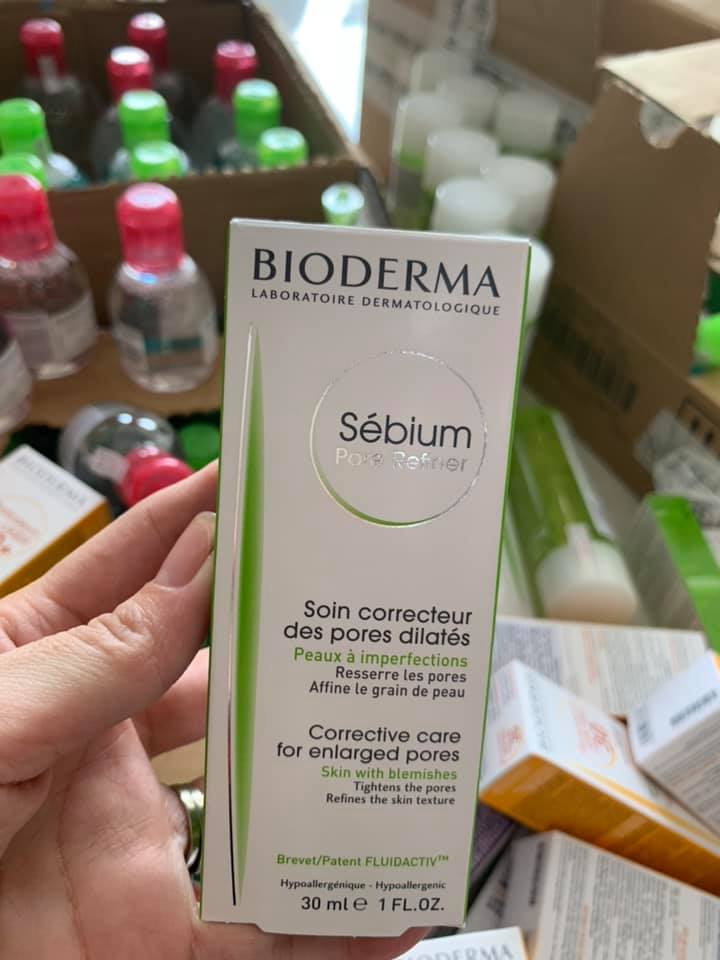 BIODERMA
LABORATOIRE DERMATOLOGIQUE
Sébium
Pore Refiner
Soin correcteur
des pores dilatés
Peaux à imperfections
Resserre les pores
Affine le grain de peau
Corrective care
for enlarged pores
Skin with blemishes
Tightens the pores
Refines the skin texture
Brevet/Patent FLUIDACTIV™
Hypoallergénique - Hypoallergenic
30 ml e 1 FL.OZ.
BIODERMA
BIODERMA